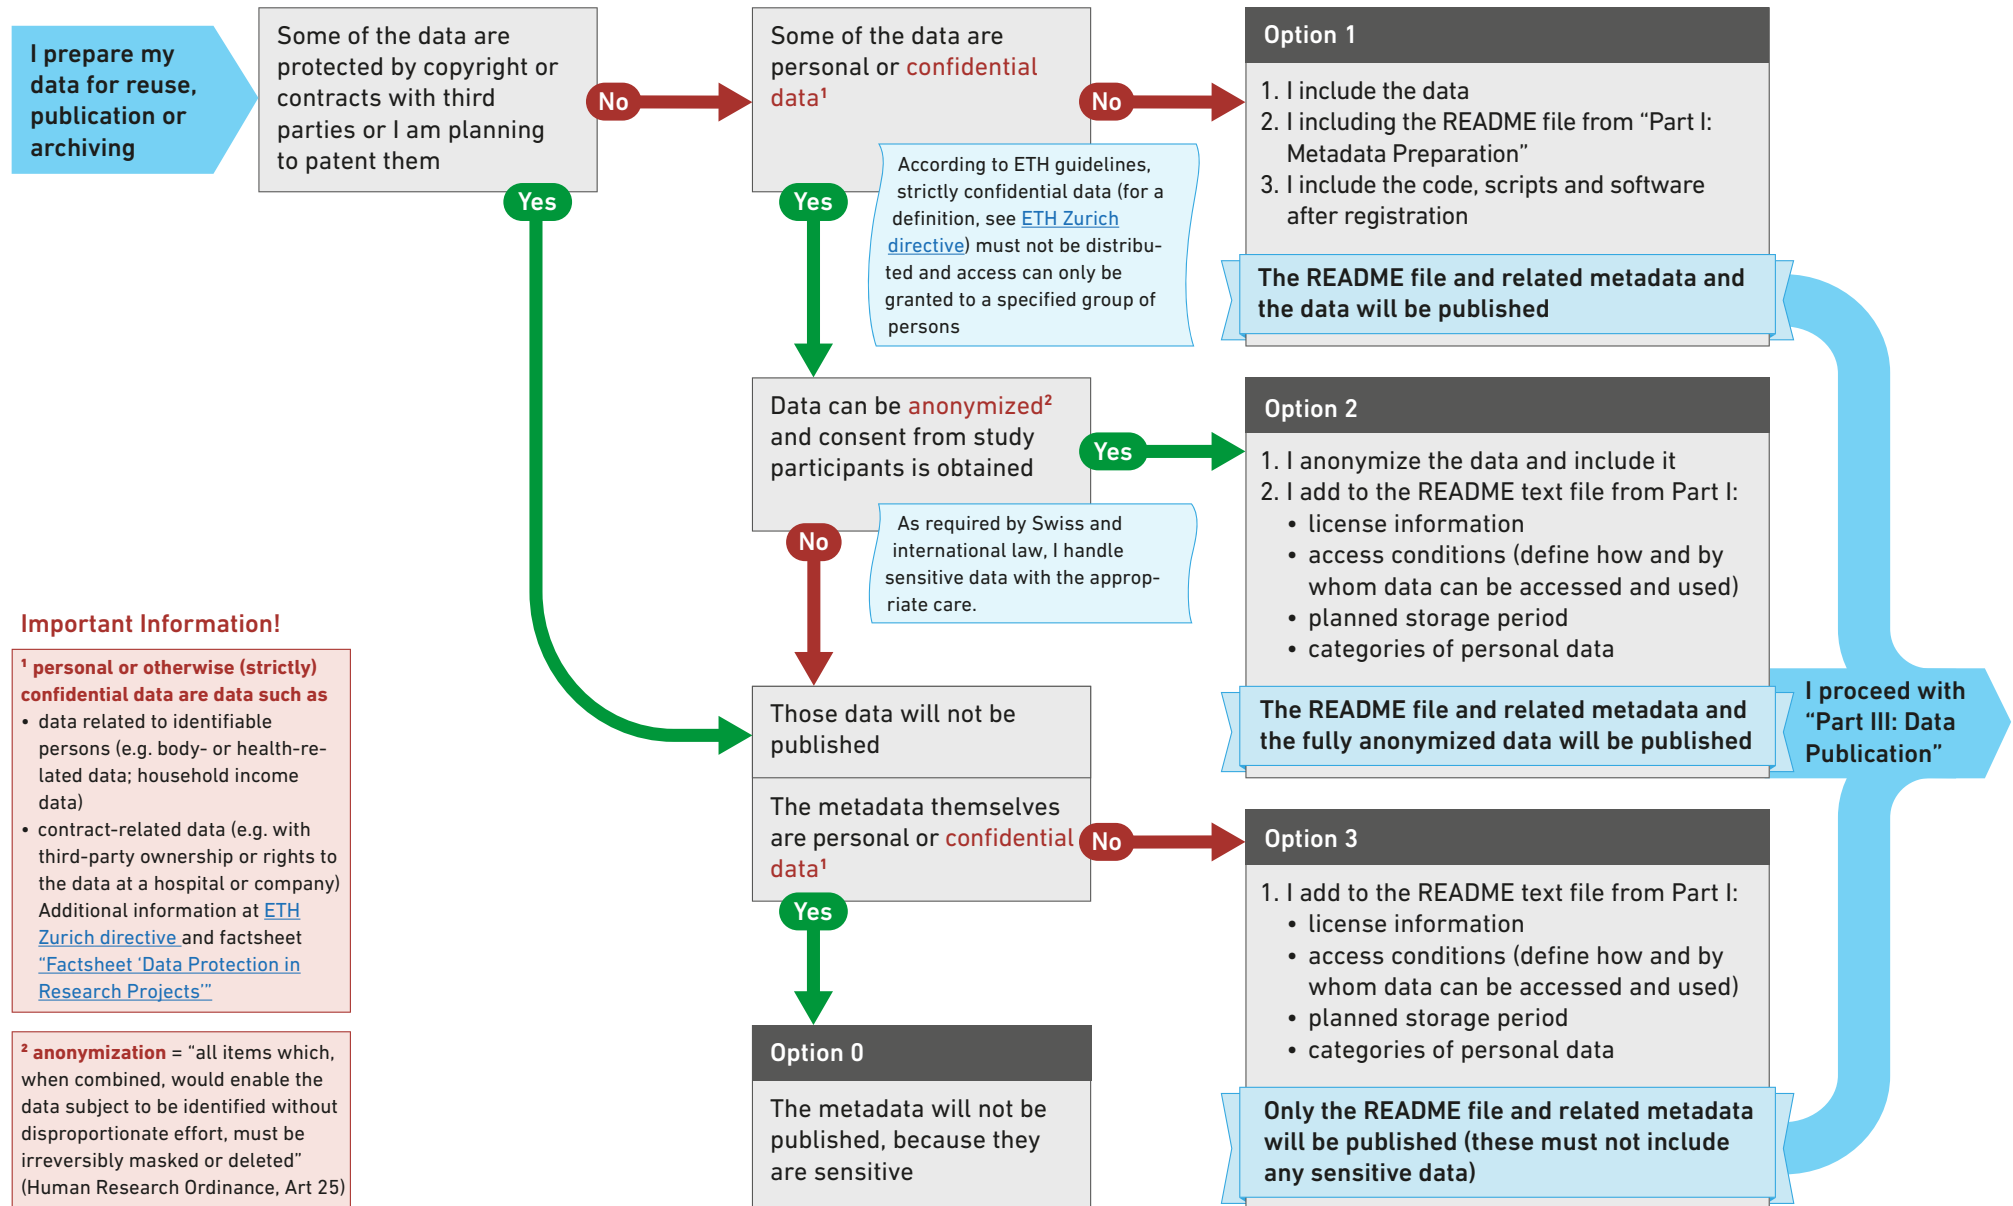 I prepare my
data for reuse,
publication or
archiving
Some of the data are
protected by copyright or
contracts with third
parties or I am planning
to patent them
No
Yes
Some of the data are
personal or confidential
data¹
No
Yes
According to ETH guidelines,
strictly confidential data (for a
definition, see ETH Zurich
directive) must not be distribu-
ted and access can only be
granted to a specified group of
persons
Option 1
1. I include the data
2. I including the README file from “Part I:
Metadata Preparation”
3. I include the code, scripts and software
after registration
The README file and related metadata and
the data will be published
Data can be anonymized²
and consent from study
participants is obtained
Yes
No
As required by Swiss and
international law, I handle
sensitive data with the approp-
riate care.
Option 2
1. I anonymize the data and include it
2. I add to the README text file from Part I:
• license information
• access conditions (define how and by
whom data can be accessed and used)
• planned storage period
• categories of personal data
The README file and related metadata and
the fully anonymized data will be published
I proceed with
“Part III: Data
Publication”
Those data will not be
published
The metadata themselves
are personal or confidential
data¹
No
Yes
Option 3
1. I add to the README text file from Part I:
• license information
• access conditions (define how and by
whom data can be accessed and used)
• planned storage period
• categories of personal data
Only the README file and related metadata
will be published (these must not include
any sensitive data)
Option 0
The metadata will not be
published, because they
are sensitive
Important Information!
¹ personal or otherwise (strictly)
confidential data are data such as
• data related to identifiable
persons (e.g. body- or health-re-
lated data; household income
data)
• contract-related data (e.g. with
third-party ownership or rights to
the data at a hospital or company)
Additional information at ETH
Zurich directive and factsheet
“Factsheet ‘Data Protection in
Research Projects’”
² anonymization = “all items which,
when combined, would enable the
data subject to be identified without
disproportionate effort, must be
irreversibly masked or deleted”
(Human Research Ordinance, Art 25)